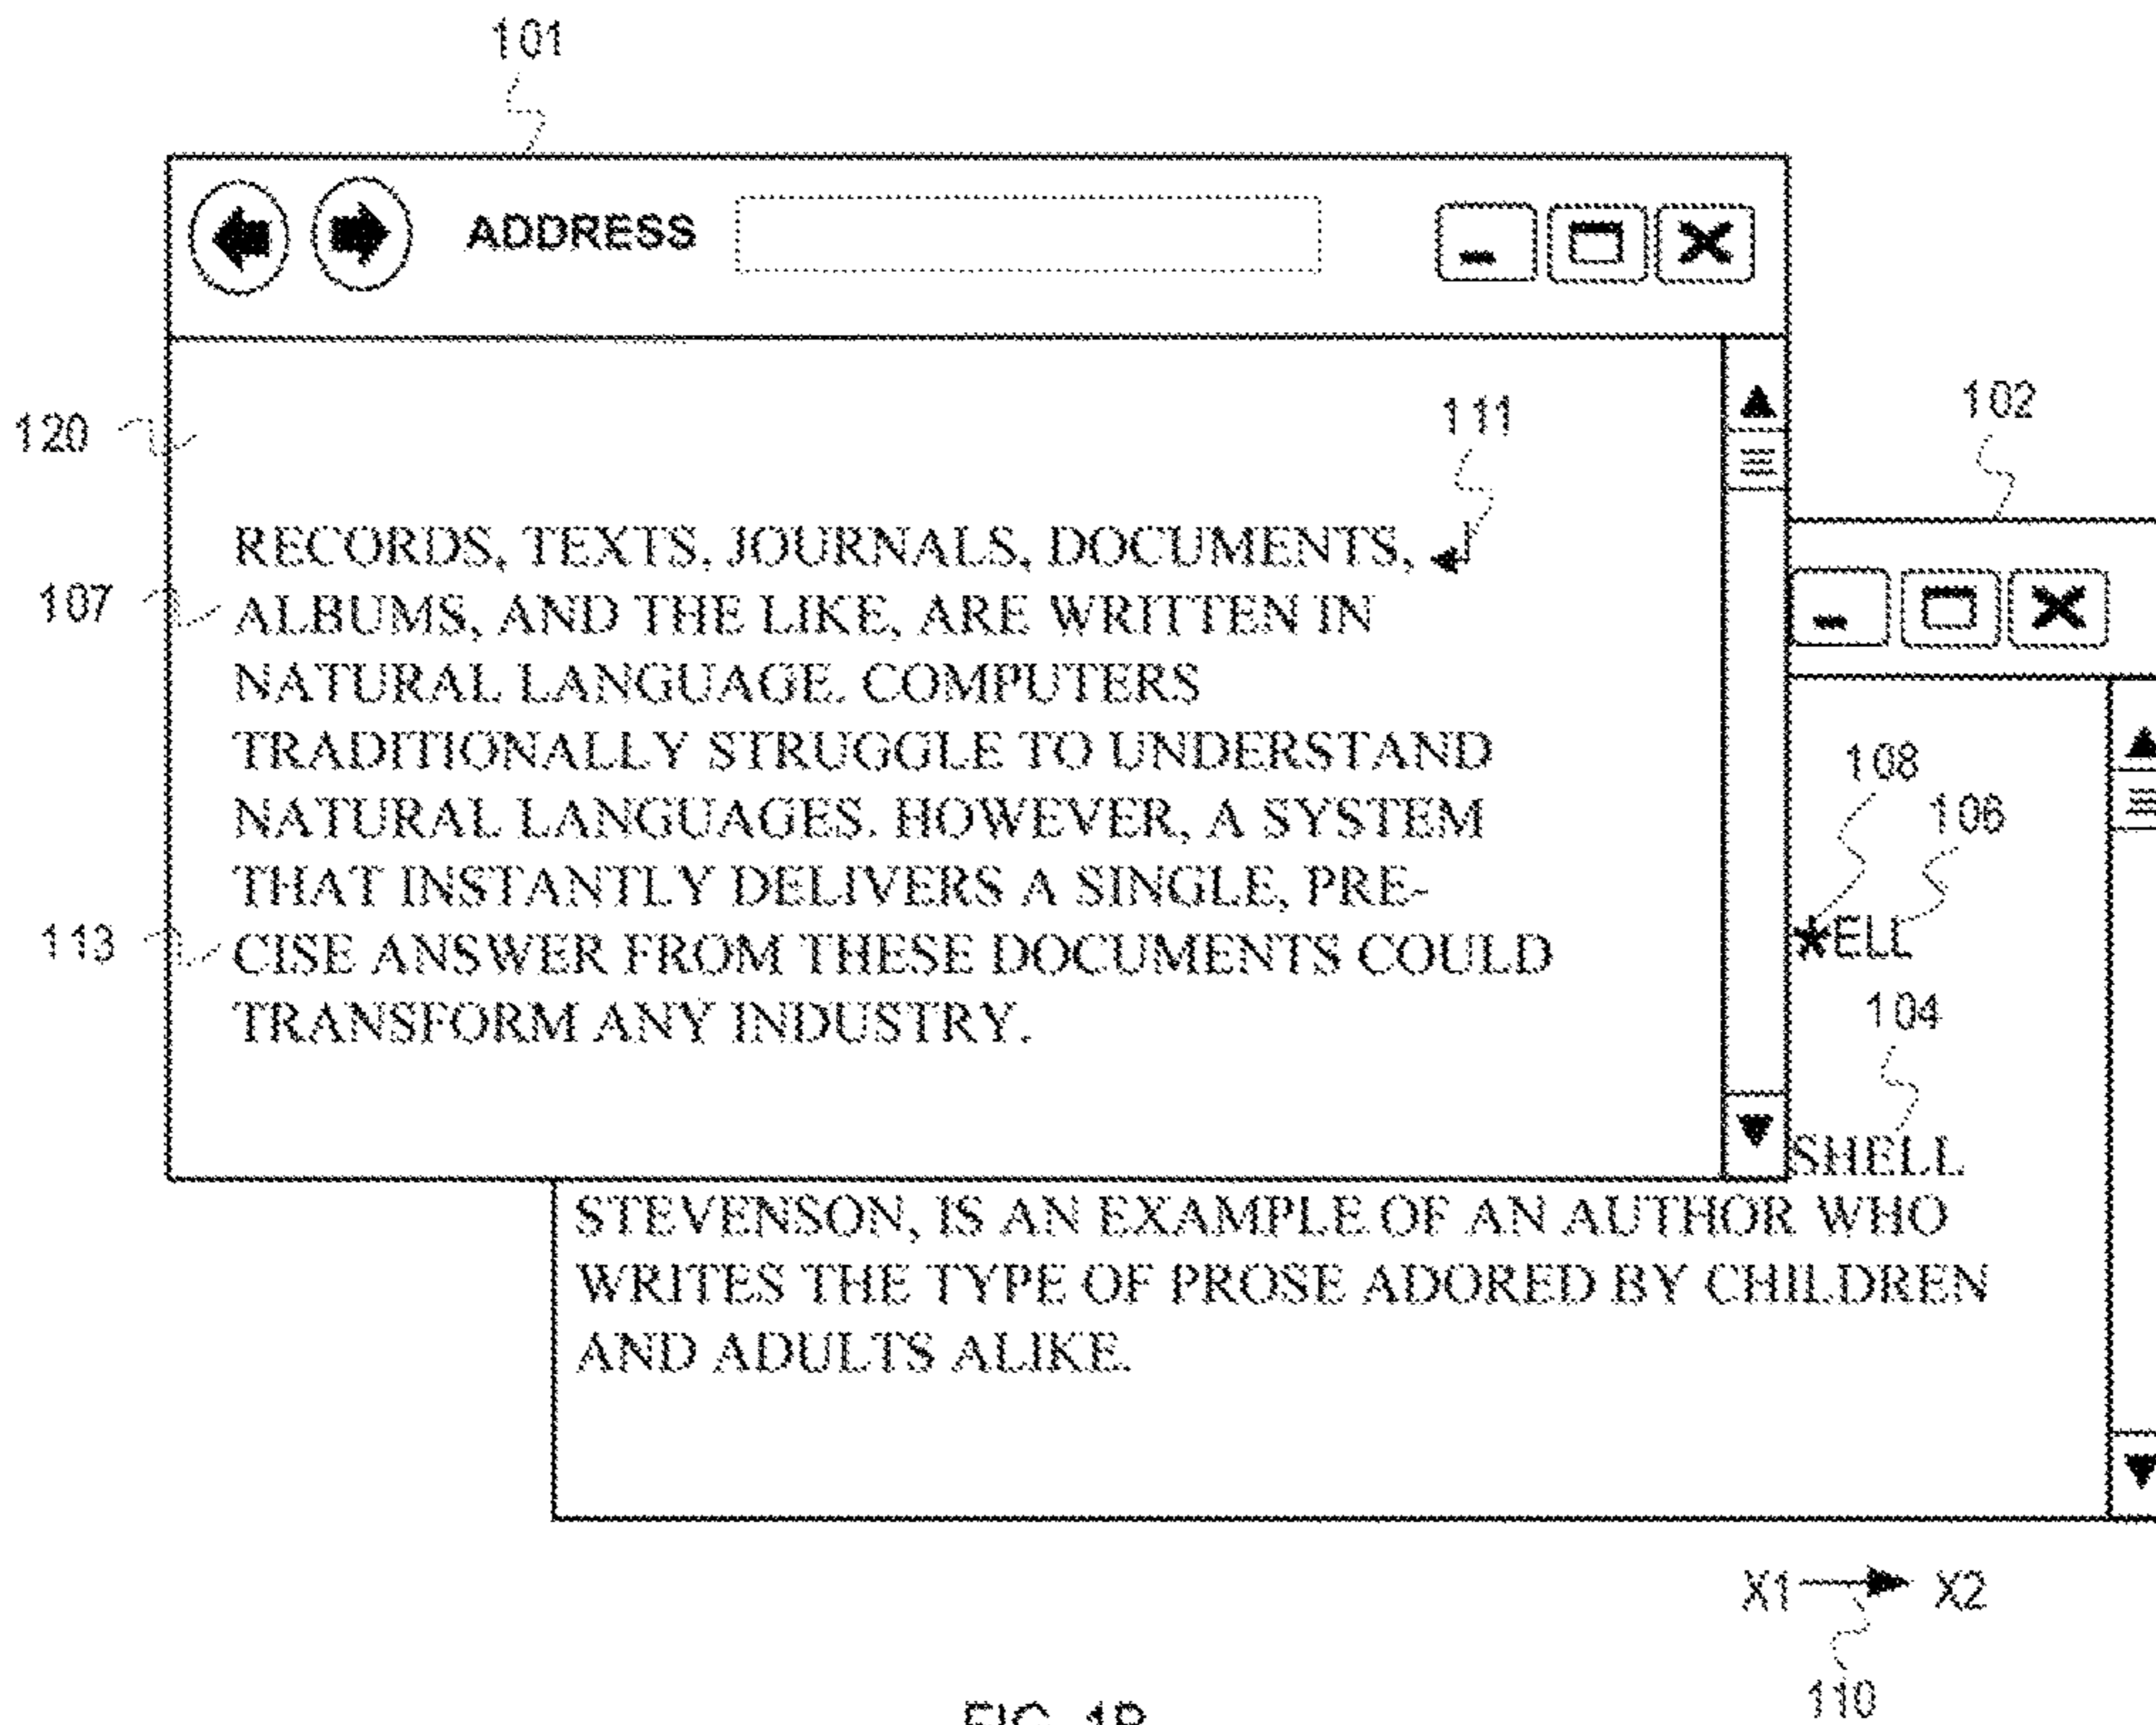 101
ADDRESS
120
111
102
RECORDS, TEXTS, JOURNALS, DOCUMENTS,
107
ALBUMS, AND THE LIKE, ARE WRITTEN IN
NATURAL LANGUAGE. COMPUTERS
TRADITIONALLY STRUGGLE TO UNDERSTAND
NATURAL LANGUAGES. HOWEVER, A SYSTEM
THAT INSTANTLY DELIVERS A SINGLE, PRE-
113
CISE ANSWER FROM THESE DOCUMENTS COULD
TRANSFORM ANY INDUSTRY.
108
106
ELL
104
SHELL
STEVENSON, IS AN EXAMPLE OF AN AUTHOR WHO
WRITES THE TYPE OF PROSE ADORED BY CHILDREN
AND ADULTS ALIKE.
X1 X2
110